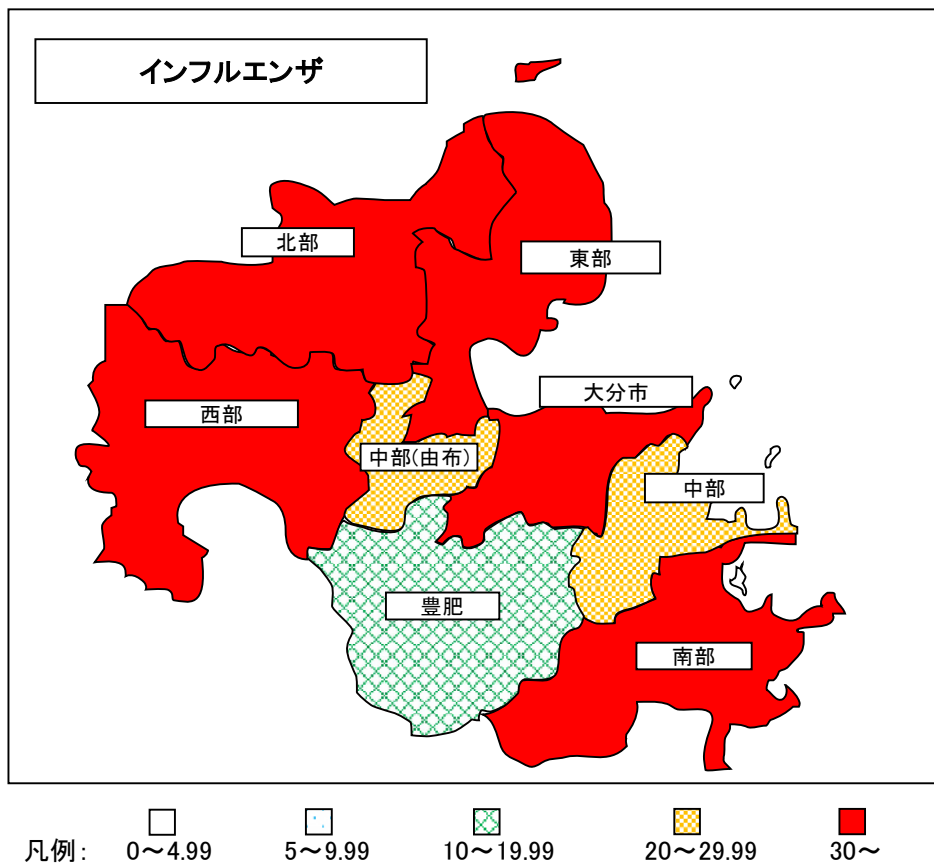 インフルエンザ
北部
東部
大分市
西部
中部(由布)
中部
豊肥
南部
凡例: 0～4.99 5～9.99 10～19.99 20～29.99 30～